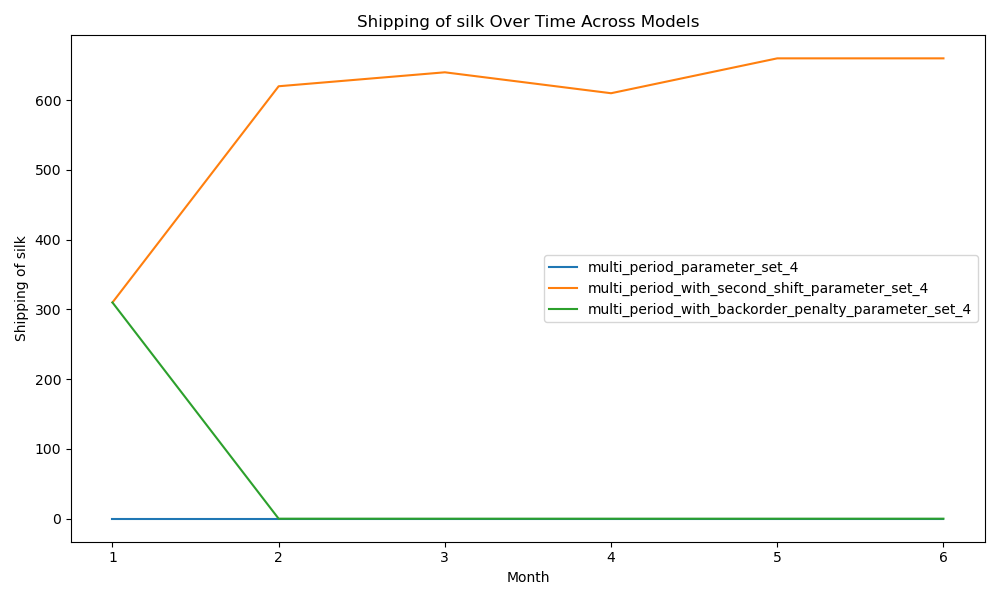 Shipping of silk Over Time Across Models
Shipping of silk
600
500
400
300
200
100
0
multi_period_parameter_set_4
multi_period_with_second_shift_parameter_set_4
multi_period_with_backorder_penalty_parameter_set_4
1 2 3 4 5 6
Month